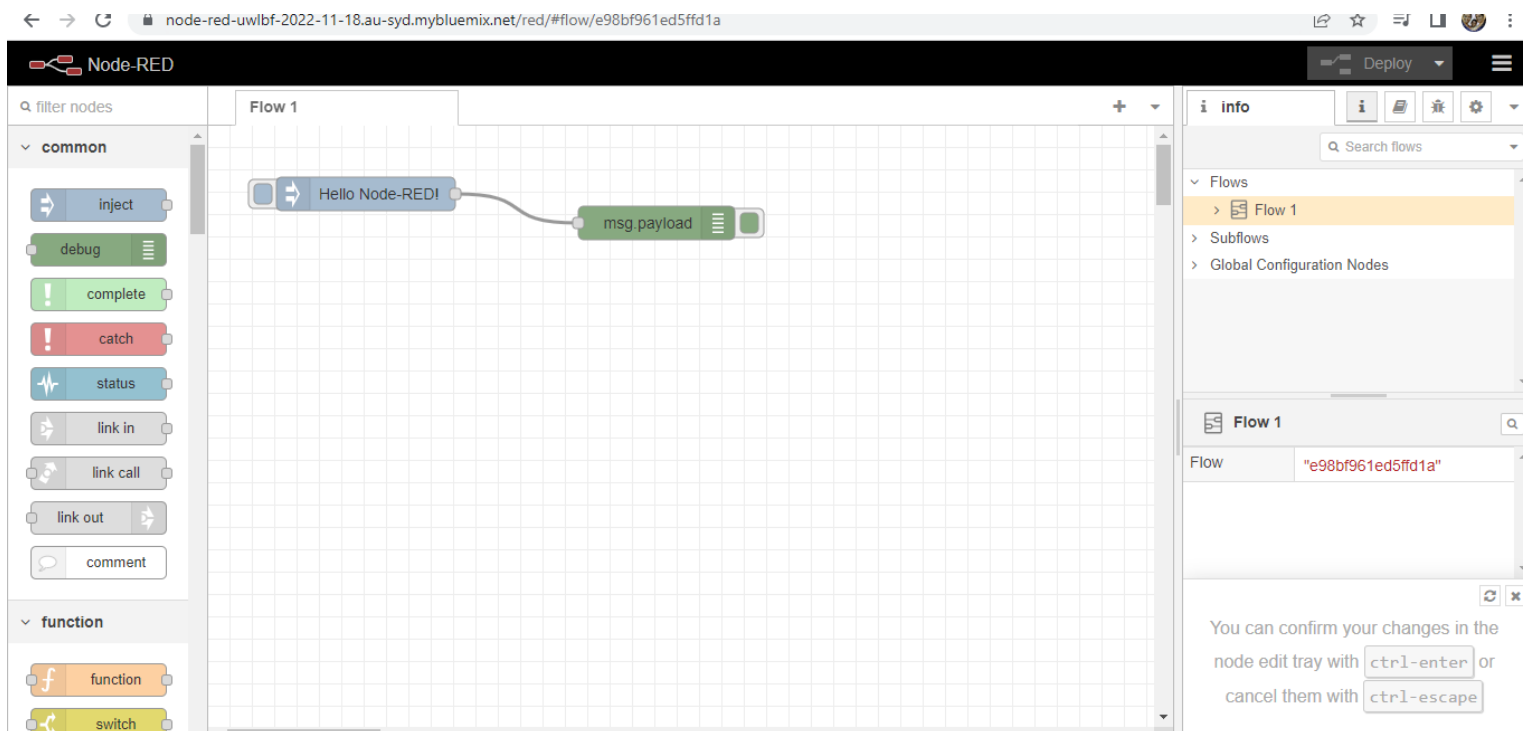 node-red-uwlbf-2022-11-18.au-syd.mybluemix.net/red/#flow/e98bf961ed5ffd1a
Node-RED
Deploy
filter nodes
Flow 1
i info
i
Search flows
common
inject
debug
complete
catch
status
link in
link call
link out
comment
function
function
switch
Hello Node-RED!
msg.payload
Flows
Flow 1
Subflows
Global Configuration Nodes
Flow 1
Flow "e98bf961ed5ffd1a"
You can confirm your changes in the
node edit tray with ctrl-enter or
cancel them with ctrl-escape